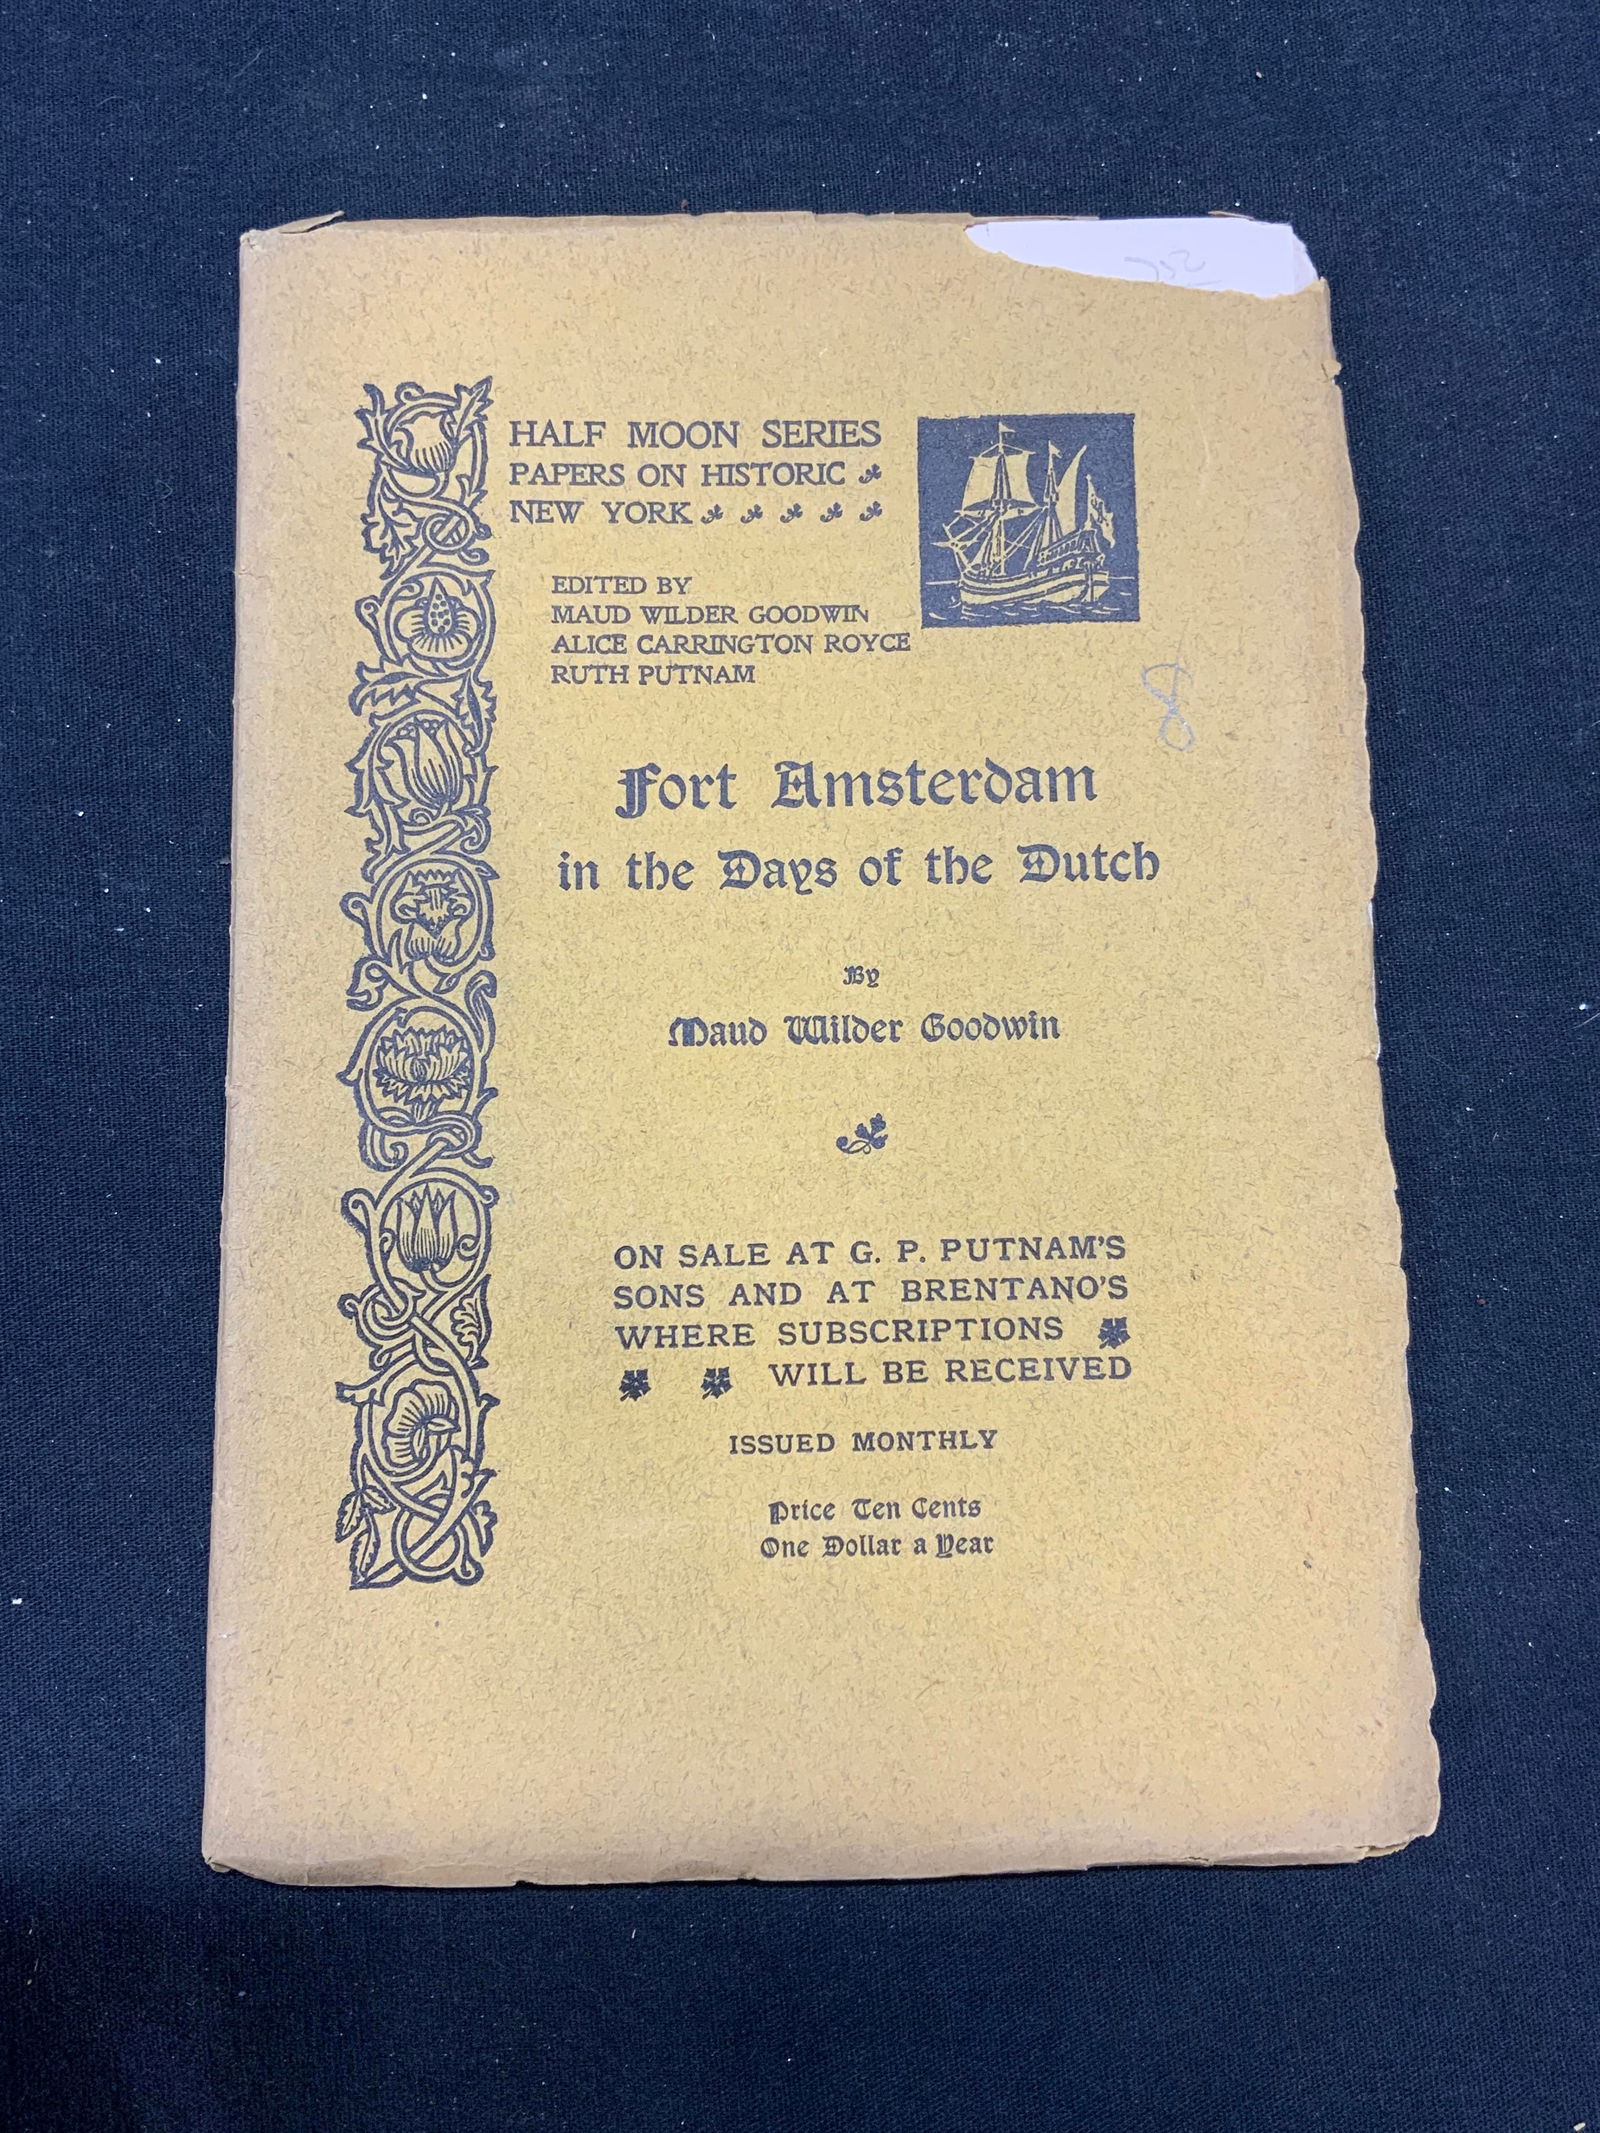 HALF MOON SERIES
PAPERS ON HISTORIC
NEW YORK
EDITED BY
MAUD WILDER GOODWIN
ALICE CARRINGTON ROYCE
RUTH PUTNAM
8
Fort Amsterdam
in the Days of the Dutch
By
Maud Wilder Goodwin
ON SALE AT G. P. PUTNAM'S
SONS AND AT BRENTANO'S
WHERE SUBSCRIPTIONS
WILL BE RECEIVED
ISSUED MONTHLY
Price Ten Cents
One Dollar a Year